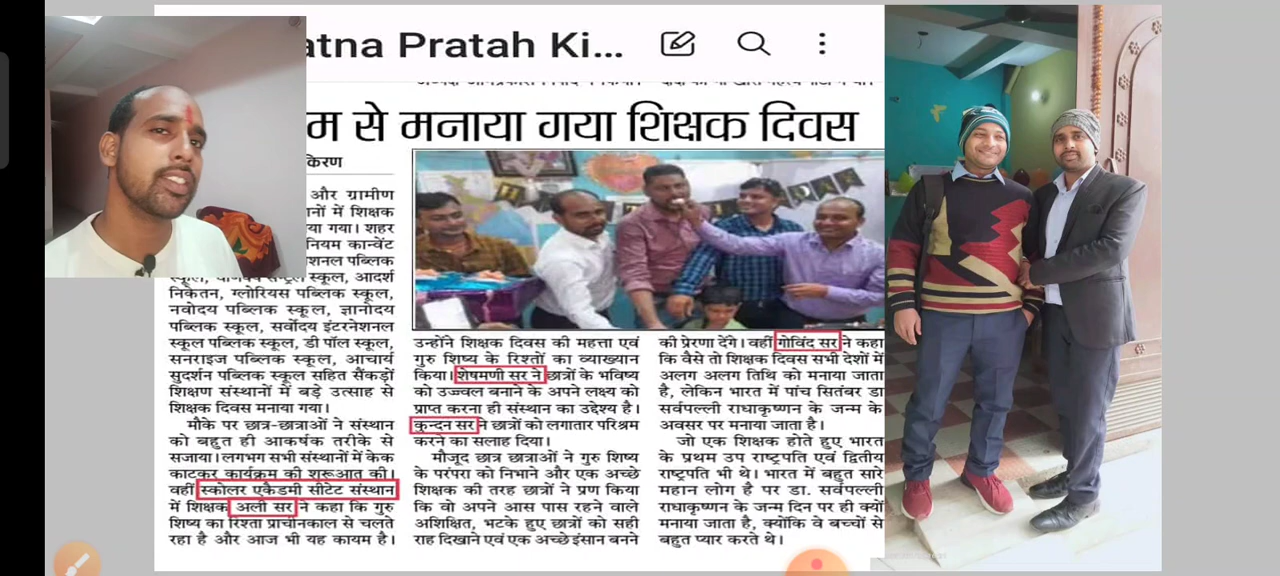 atna Pratah Ki...
म से मनाया गया शिक्षक दिवस
किरण
और ग्रामीण
नों में शिक्षक
या गया। शहर
नियम कान्वेंट
शनल पब्लिक
स्कूल, आदर्श
निकेतन, ग्लोरियस पब्लिक स्कूल,
नवोदय पब्लिक स्कूल, ज्ञानोदय
पब्लिक स्कूल, सर्वोदय इंटरनेशनल
स्कूल पब्लिक स्कूल, डी पॉल स्कूल,
सनराइज पब्लिक स्कूल, आचार्य
सुदर्शन पब्लिक स्कूल सहित सैंकड़ों
शिक्षण संस्थानों में बड़े उत्साह से
शिक्षक दिवस मनाया गया।
मौके पर छात्र-छात्राओं ने संस्थान
को बहुत ही आकर्षक तरीके से
सजाया। लगभग सभी संस्थानों में केक
काटकर कार्यक्रम की शुरूआत की।
वहीं स्कोलर एकैडमी सीटेट संस्थान
में शिक्षक अली सर ने कहा कि गुरु
शिष्य का रिश्ता प्राचीनकाल से चलते
रहा है और आज भी यह कायम है।
उन्होंने शिक्षक दिवस की महत्ता एवं
गुरु शिष्य के रिश्तों का व्याख्यान
किया। शेषमणी सर ने छात्रों के भविष्य
को उज्वल बनाने के अपने लक्ष्य को
प्राप्त करना ही संस्थान का उद्देश्य है।
कुन्दन सर ने छात्रों को लगातार परिश्रम
करने का सलाह दिया।
मौजूद छात्र छात्राओं ने गुरु शिष्य
के परंपरा को निभाने और एक अच्छे
शिक्षक की तरह छात्रों ने प्रण किया
कि वो अपने आस पास रहने वाले
अशिक्षित, भटके हुए छात्रों को सही
राह दिखाने एवं एक अच्छे इंसान बनने
की प्रेरणा देंगे। वहीं गोविंद सर ने कहा
कि वैसे तो शिक्षक दिवस सभी देशों में
अलग अलग तिथि को मनाया जाता
है, लेकिन भारत में पांच सितंबर डा
सर्वपल्ली राधाकृष्णन के जन्म के
अवसर पर मनाया जाता है।
जो एक शिक्षक होते हुए भारत
के प्रथम उप राष्ट्रपति एवं द्वितीय
राष्ट्रपति भी थे। भारत में बहुत सारे
महान लोग है पर डा. सर्वपल्ली
राधाकृष्णन के जन्म दिन पर ही क्यों
मनाया जाता है, क्योंकि वे बच्चों से
बहुत प्यार करते थे।